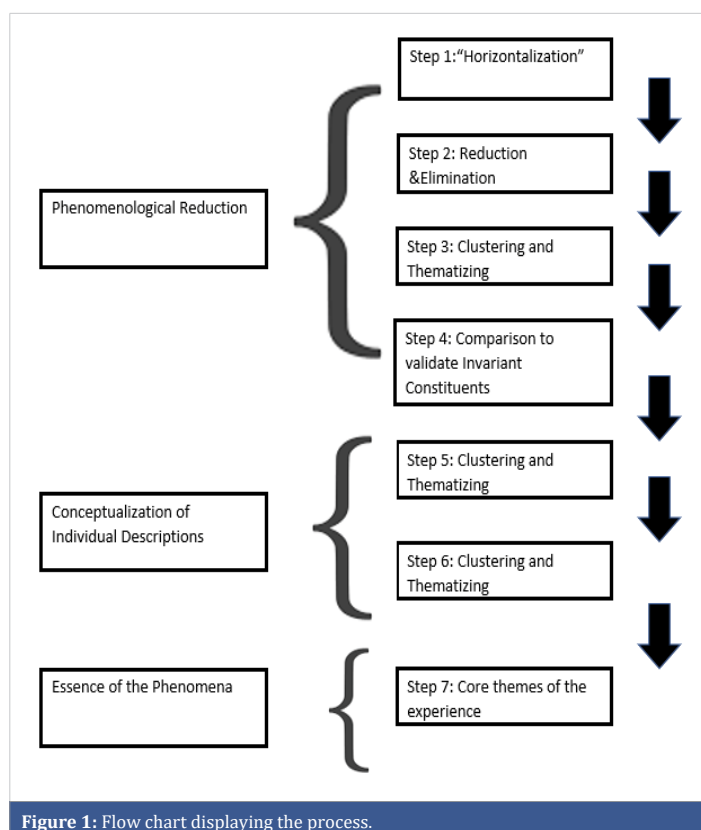 Step 1:“Horizontalization”
Step 2: Reduction
&Elimination
Phenomenological Reduction
Step 3: Clustering and
Thematizing
Step 4: Comparison to
validate Invariant
Constituents
Step 5: Clustering and
Thematizing
Conceptualization of
Individual Descriptions
Step 6: Clustering and
Thematizing
Essence of the Phenomena
Step 7: Core themes of the
experience
Figure 1: Flow chart displaying the process.